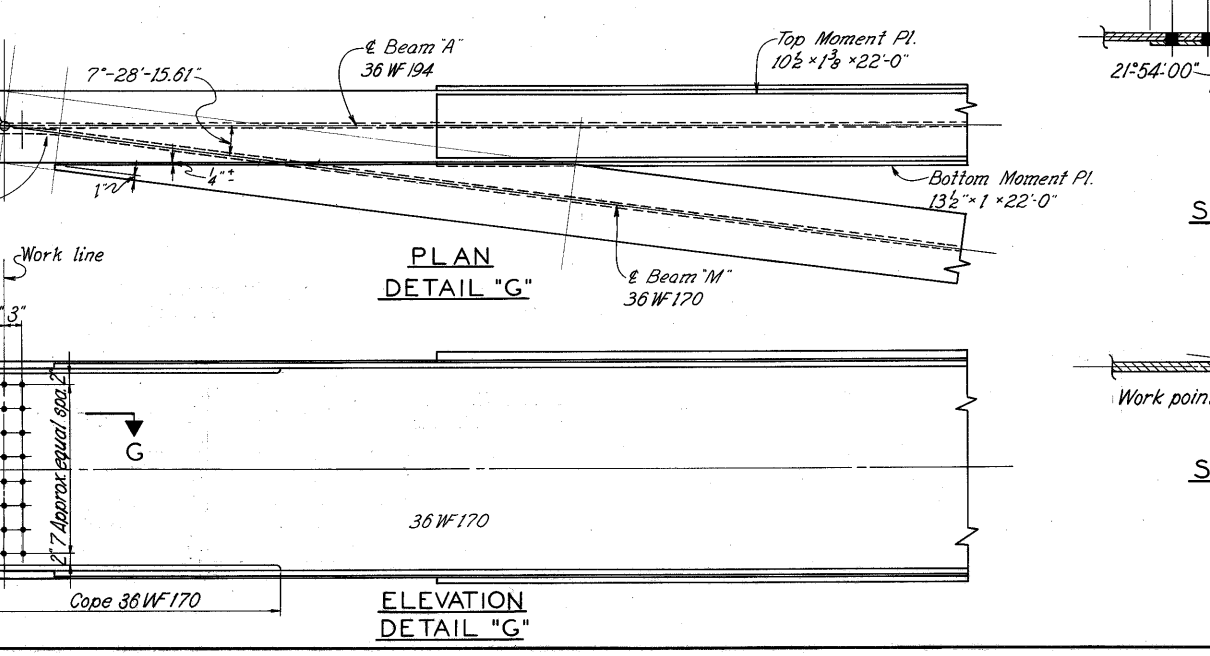 ℄ Beam "A"
36 WF 194
7°-28'-15.61"
Top Moment Pl.
10½ × 1⅜ × 22'-0"
21°54'00"
1"
¼"±
Bottom Moment Pl.
13½" × 1 × 22'-0"
S
Work line
PLAN
DETAIL "G"
℄ Beam "M"
36 WF 170
3"
2" 7 Approx. equal spa. 2"
G
Work poin
S
36 WF 170
Cope 36 WF 170
ELEVATION
DETAIL "G"